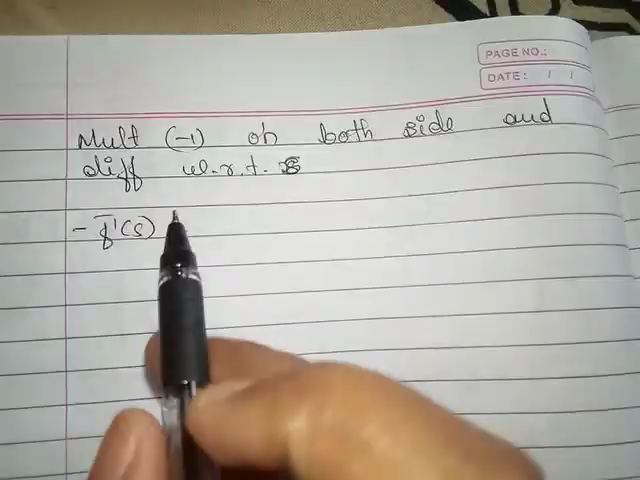 PAGE NO.:
DATE: / /
Mult (-1) on both side and
diff w.r.t. s
- f̄'(s)